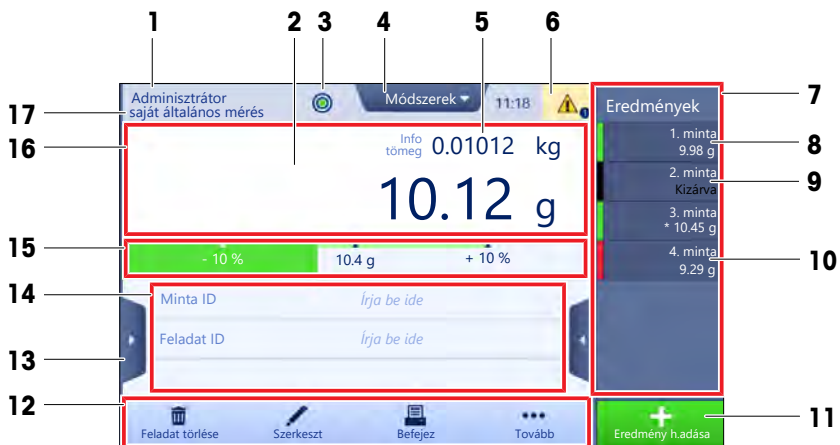 1
2
3
4
5
6
7
17
16
15
14
13
12
8
9
10
11
Adminisztrátor
saját általános mérés
Módszerek
11:18
Info
tömeg
0.01012 kg
10.12 g
- 10 %
10.4 g
+ 10 %
Minta ID
Írja be ide
Feladat ID
Írja be ide
Feladat törlése
Szerkeszt
Befejez
Tovább
Eredmények
1. minta
9.98 g
2. minta
Kizárva
3. minta
* 10.45 g
4. minta
9.29 g
Eredmény h.adása